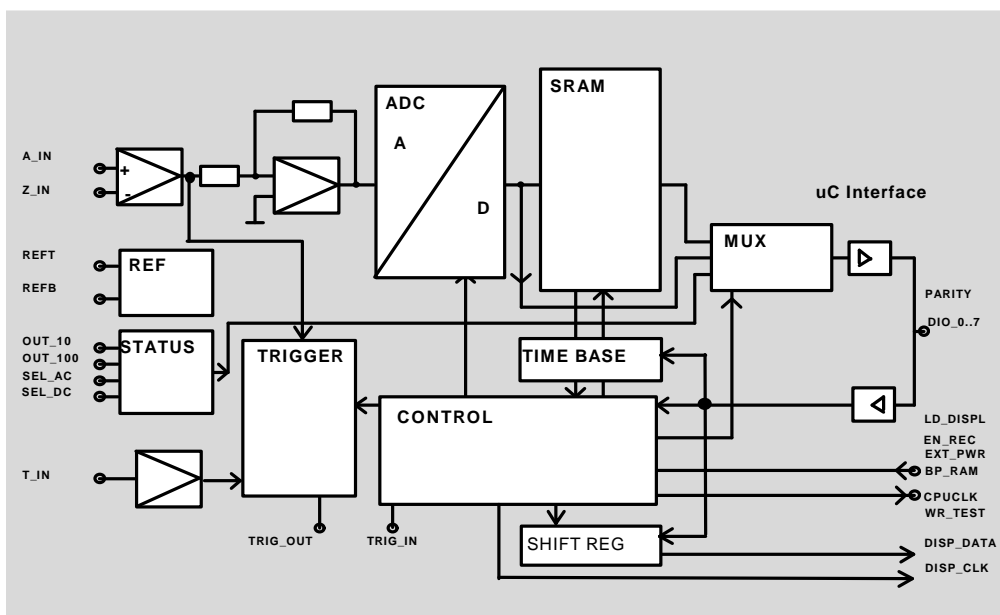 SRAM
ADC
A
D
A_IN
+
-
Z_IN
uC Interface
MUX
REFT
REF
REFB
PARITY
DIO_0..7
OUT_10
STATUS
OUT_100
SEL_AC
SEL_DC
TRIGGER
TIME BASE
CONTROL
LD_DISPL
EN_REC
EXT_PWR
BP_RAM
T_IN
CPUCLK
WR_TEST
TRIG_OUT
TRIG_IN
SHIFT REG
DISP_DATA
DISP_CLK